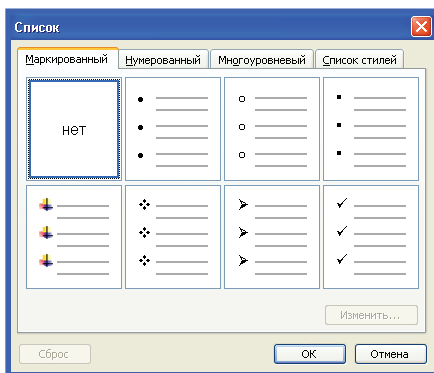 Список
Маркированный Нумерованный Многоуровневый Список стилей
нет
Изменить...
Сброс OK Отмена